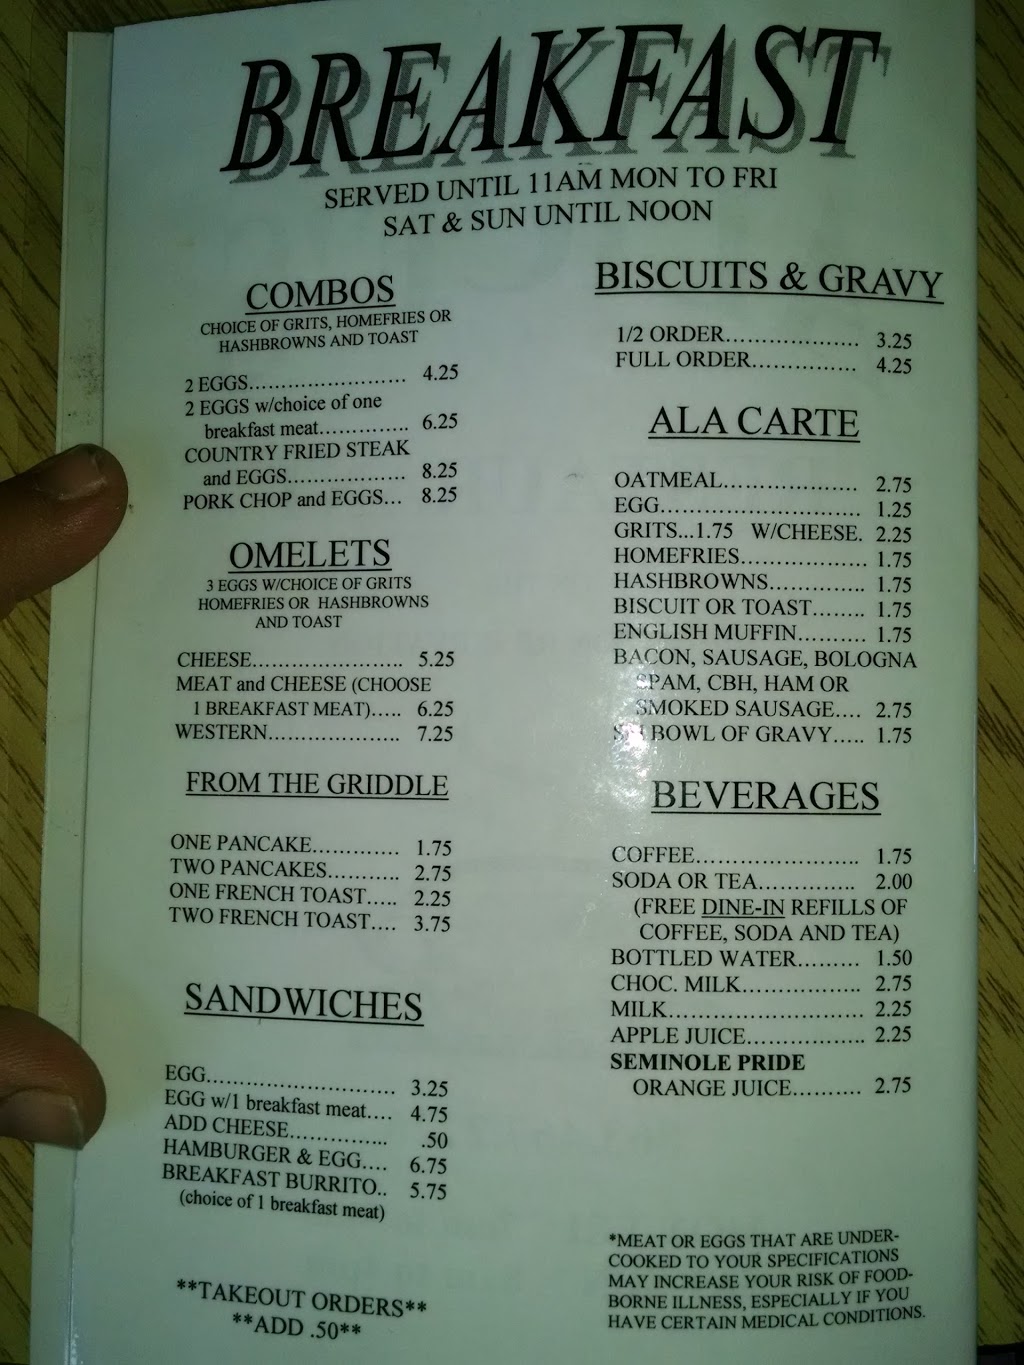 BREAKFAST
SERVED UNTIL 11AM MON TO FRI
SAT & SUN UNTIL NOON
COMBOS
CHOICE OF GRITS, HOMEFRIES OR
HASHBROWNS AND TOAST
2 EGGS........................ 4.25
2 EGGS w/choice of one
breakfast meat.............. 6.25
COUNTRY FRIED STEAK
and EGGS.................. 8.25
PORK CHOP and EGGS... 8.25
OMELETS
3 EGGS W/CHOICE OF GRITS
HOMEFRIES OR HASHBROWNS
AND TOAST
CHEESE....................... 5.25
MEAT and CHEESE (CHOOSE
1 BREAKFAST MEAT)..... 6.25
WESTERN.................... 7.25
FROM THE GRIDDLE
ONE PANCAKE............. 1.75
TWO PANCAKES........... 2.75
ONE FRENCH TOAST..... 2.25
TWO FRENCH TOAST.... 3.75
SANDWICHES
EGG.............................. 3.25
EGG w/1 breakfast meat.... 4.75
ADD CHEESE............... .50
HAMBURGER & EGG.... 6.75
BREAKFAST BURRITO.. 5.75
(choice of 1 breakfast meat)
**TAKEOUT ORDERS**
**ADD .50**
BISCUITS & GRAVY
1/2 ORDER.................... 3.25
FULL ORDER................ 4.25
ALA CARTE
OATMEAL.................... 2.75
EGG.............................. 1.25
GRITS...1.75 W/CHEESE. 2.25
HOMEFRIES................... 1.75
HASHBROWNS.............. 1.75
BISCUIT OR TOAST........ 1.75
ENGLISH MUFFIN.......... 1.75
BACON, SAUSAGE, BOLOGNA
SPAM, CBH, HAM OR
SMOKED SAUSAGE.... 2.75
BOWL OF GRAVY..... 1.75
BEVERAGES
COFFEE......................... 1.75
SODA OR TEA............... 2.00
(FREE DINE-IN REFILLS OF
COFFEE, SODA AND TEA)
BOTTLED WATER......... 1.50
CHOC. MILK.................. 2.75
MILK............................. 2.25
APPLE JUICE................. 2.25
SEMINOLE PRIDE
ORANGE JUICE.......... 2.75
*MEAT OR EGGS THAT ARE UNDER-
COOKED TO YOUR SPECIFICATIONS
MAY INCREASE YOUR RISK OF FOOD-
BORNE ILLNESS, ESPECIALLY IF YOU
HAVE CERTAIN MEDICAL CONDITIONS.